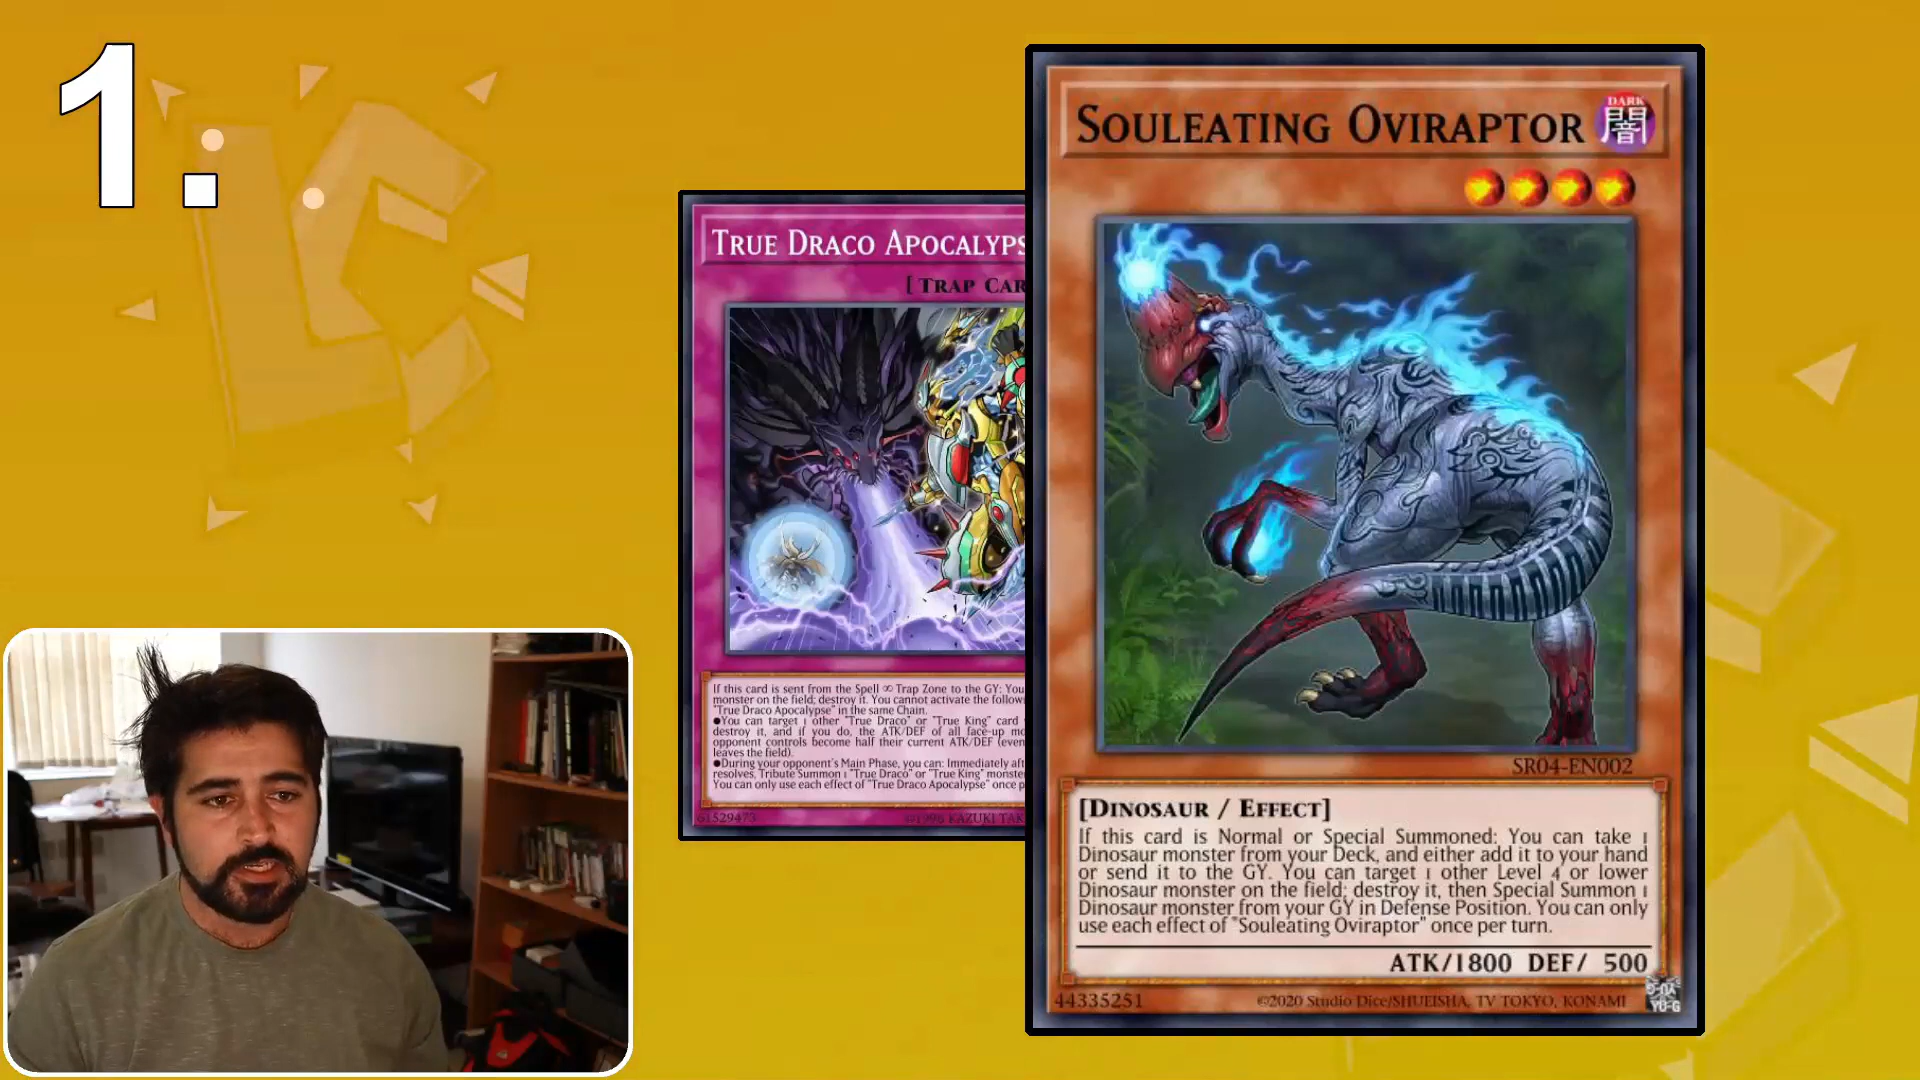 1.
TRUE DRACO APOCALYPS
[TRAP CAR
If this card is sent from the Spell & Trap Zone to the GY: You
monster on the field; destroy it. You cannot activate the follow
"True Draco Apocalypse" in the same Chain.
●You can target 1 other "True Draco" or "True King" card
destroy it, and if you do, the ATK/DEF of all face-up mo
opponent controls become half their current ATK/DEF (even
leaves the field).
●During your opponent's Main Phase, you can: Immediately aft
resolves, Tribute Summon 1 "True Draco" or "True King" monste
You can only use each effect of "True Draco Apocalypse" once p
61529473
©1996 KAZUKI TAK
SOULEATING OVIRAPTOR
DARK
闇
SR04-EN002
[DINOSAUR / EFFECT]
If this card is Normal or Special Summoned: You can take 1
Dinosaur monster from your Deck, and either add it to your hand
or send it to the GY. You can target 1 other Level 4 or lower
Dinosaur monster on the field; destroy it, then Special Summon 1
Dinosaur monster from your GY in Defense Position. You can only
use each effect of "Souleating Oviraptor" once per turn.
ATK/1800 DEF/ 500
44335251
©2020 Studio Dice/SHUEISHA, TV TOKYO, KONAMI